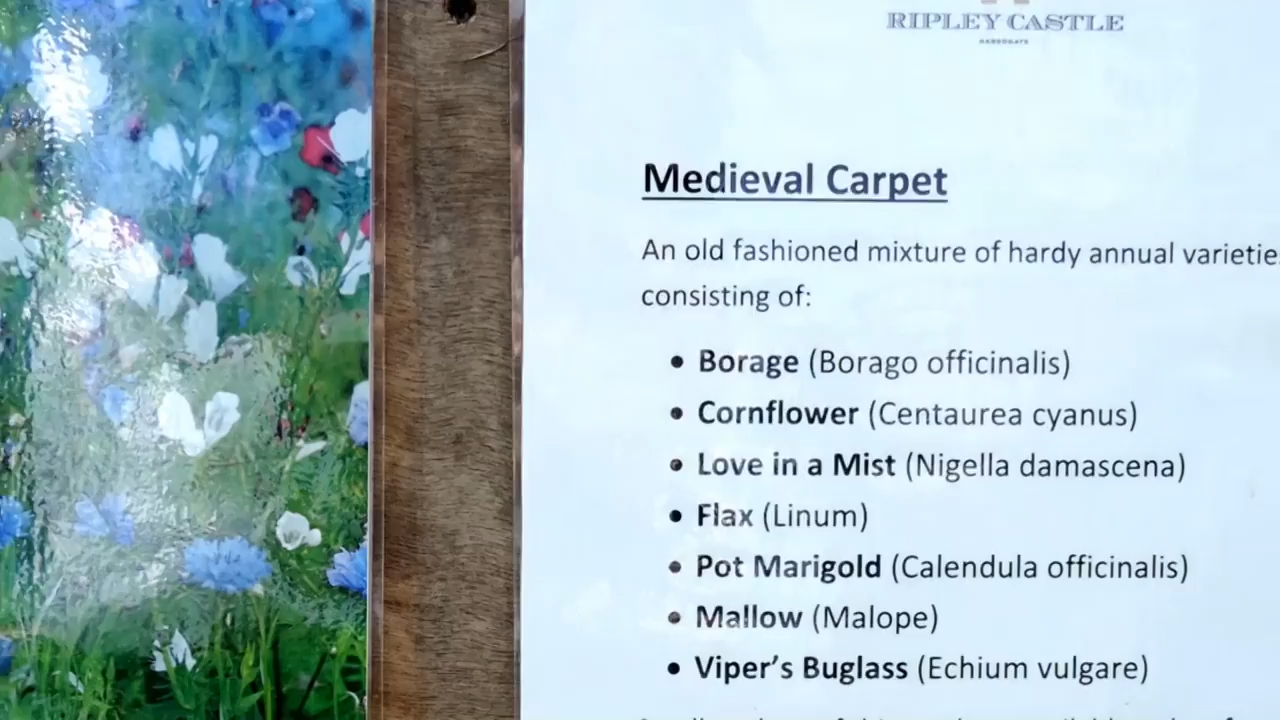 RIPLEY CASTLE
HARROGATE
Medieval Carpet
An old fashioned mixture of hardy annual varietie
consisting of:
• Borage (Borago officinalis)
• Cornflower (Centaurea cyanus)
• Love in a Mist (Nigella damascena)
• Flax (Linum)
• Pot Marigold (Calendula officinalis)
• Mallow (Malope)
• Viper's Buglass (Echium vulgare)